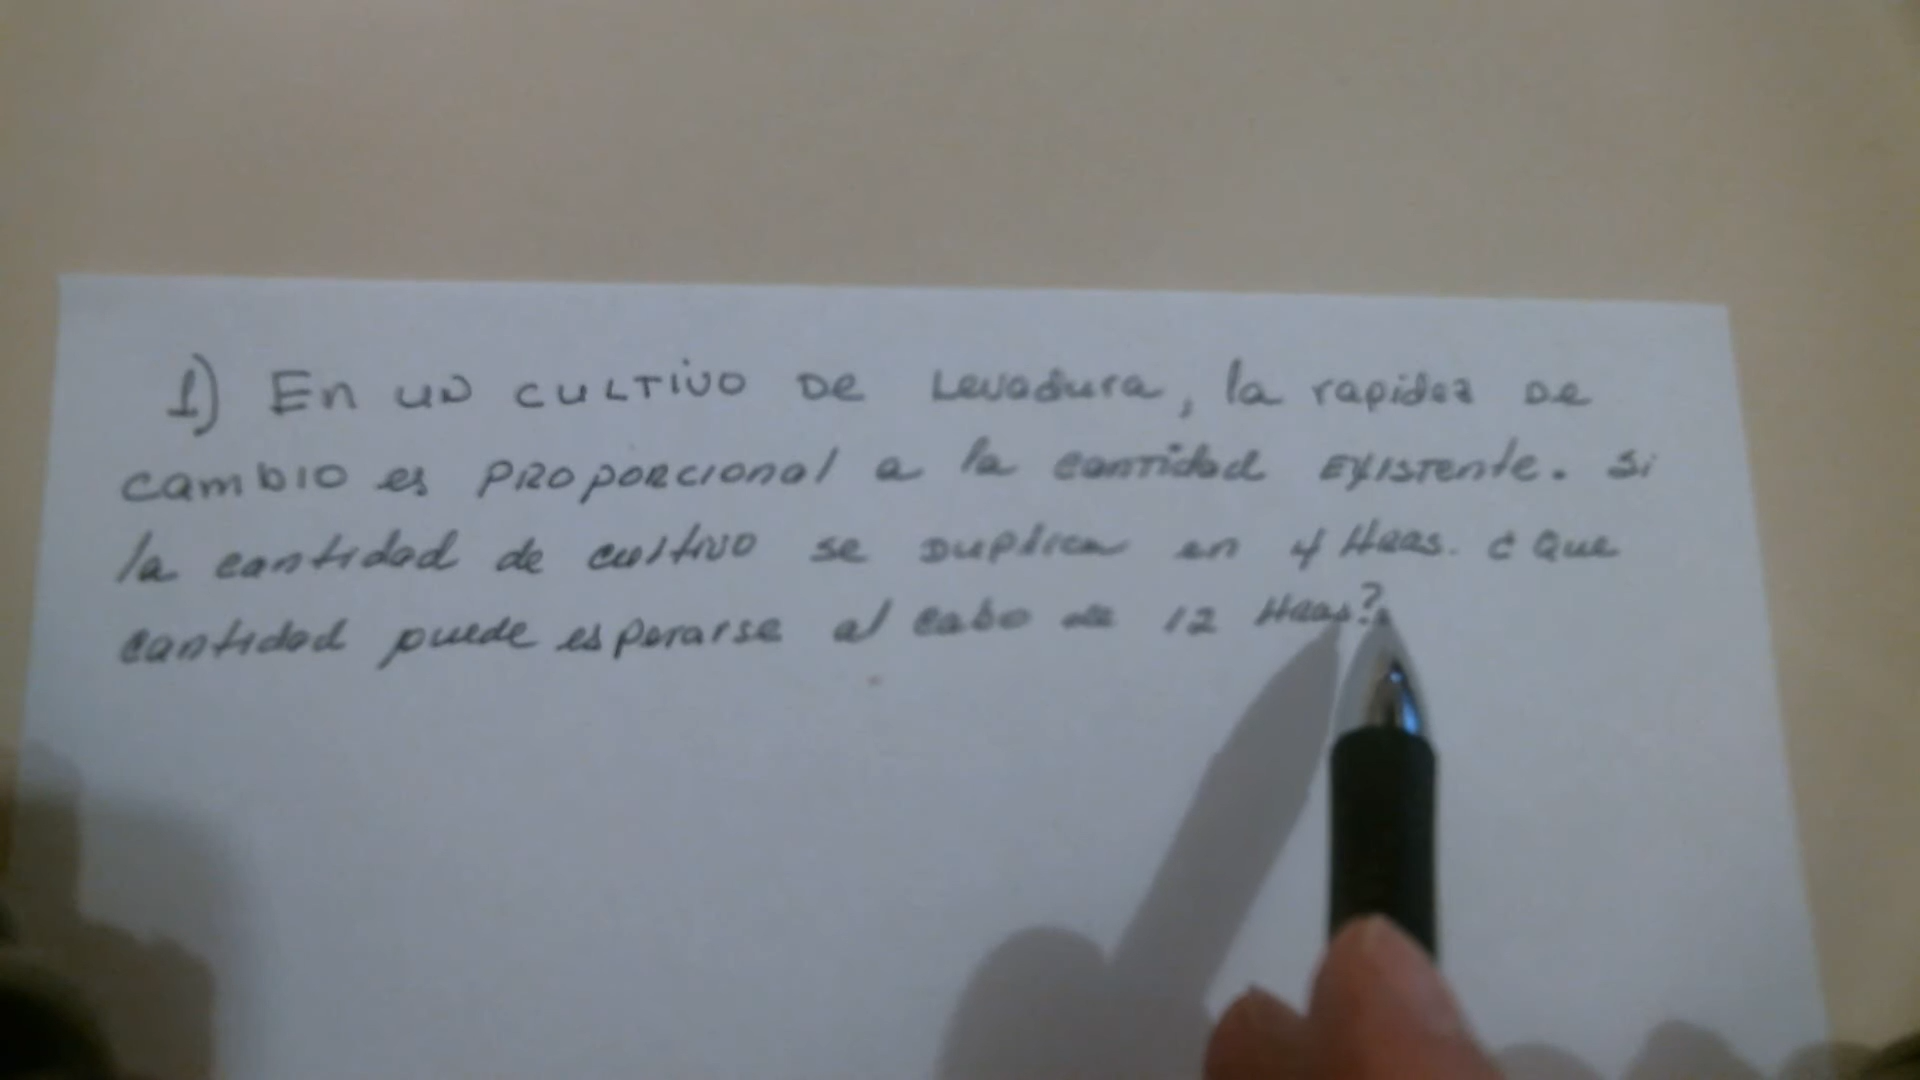 1) En un cultivo de Levadura, la rapidez de
cambio es proporcional a la cantidad existente. Si
la cantidad de cultivo se duplica en 4 Hras. ¿Que
cantidad puede esperarse al cabo de 12 Hras?